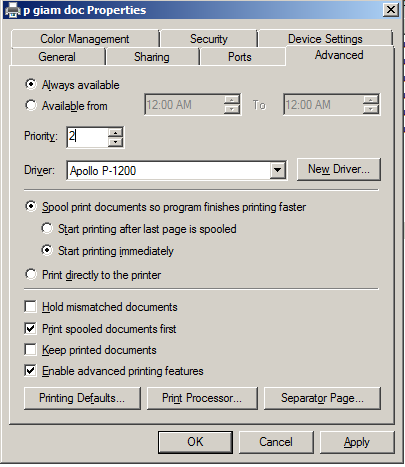 p giam doc Properties
Color Management Security Device Settings
General Sharing Ports Advanced
Always available
Available from 12:00 AM To 12:00 AM
Priority: 2
Driver: Apollo P-1200 New Driver...
Spool print documents so program finishes printing faster
Start printing after last page is spooled
Start printing immediately
Print directly to the printer
Hold mismatched documents
Print spooled documents first
Keep printed documents
Enable advanced printing features
Printing Defaults... Print Processor... Separator Page...
OK Cancel Apply